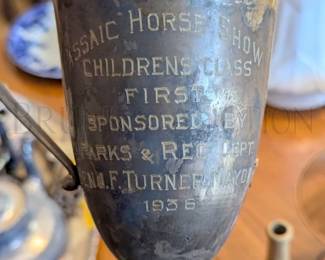 ASSAIC HORSE SHOW
CHILDRENS CLASS
FIRST
SPONSORED BY
PARKS & REC. DEPT.
F. TURNER MAYOR
1936